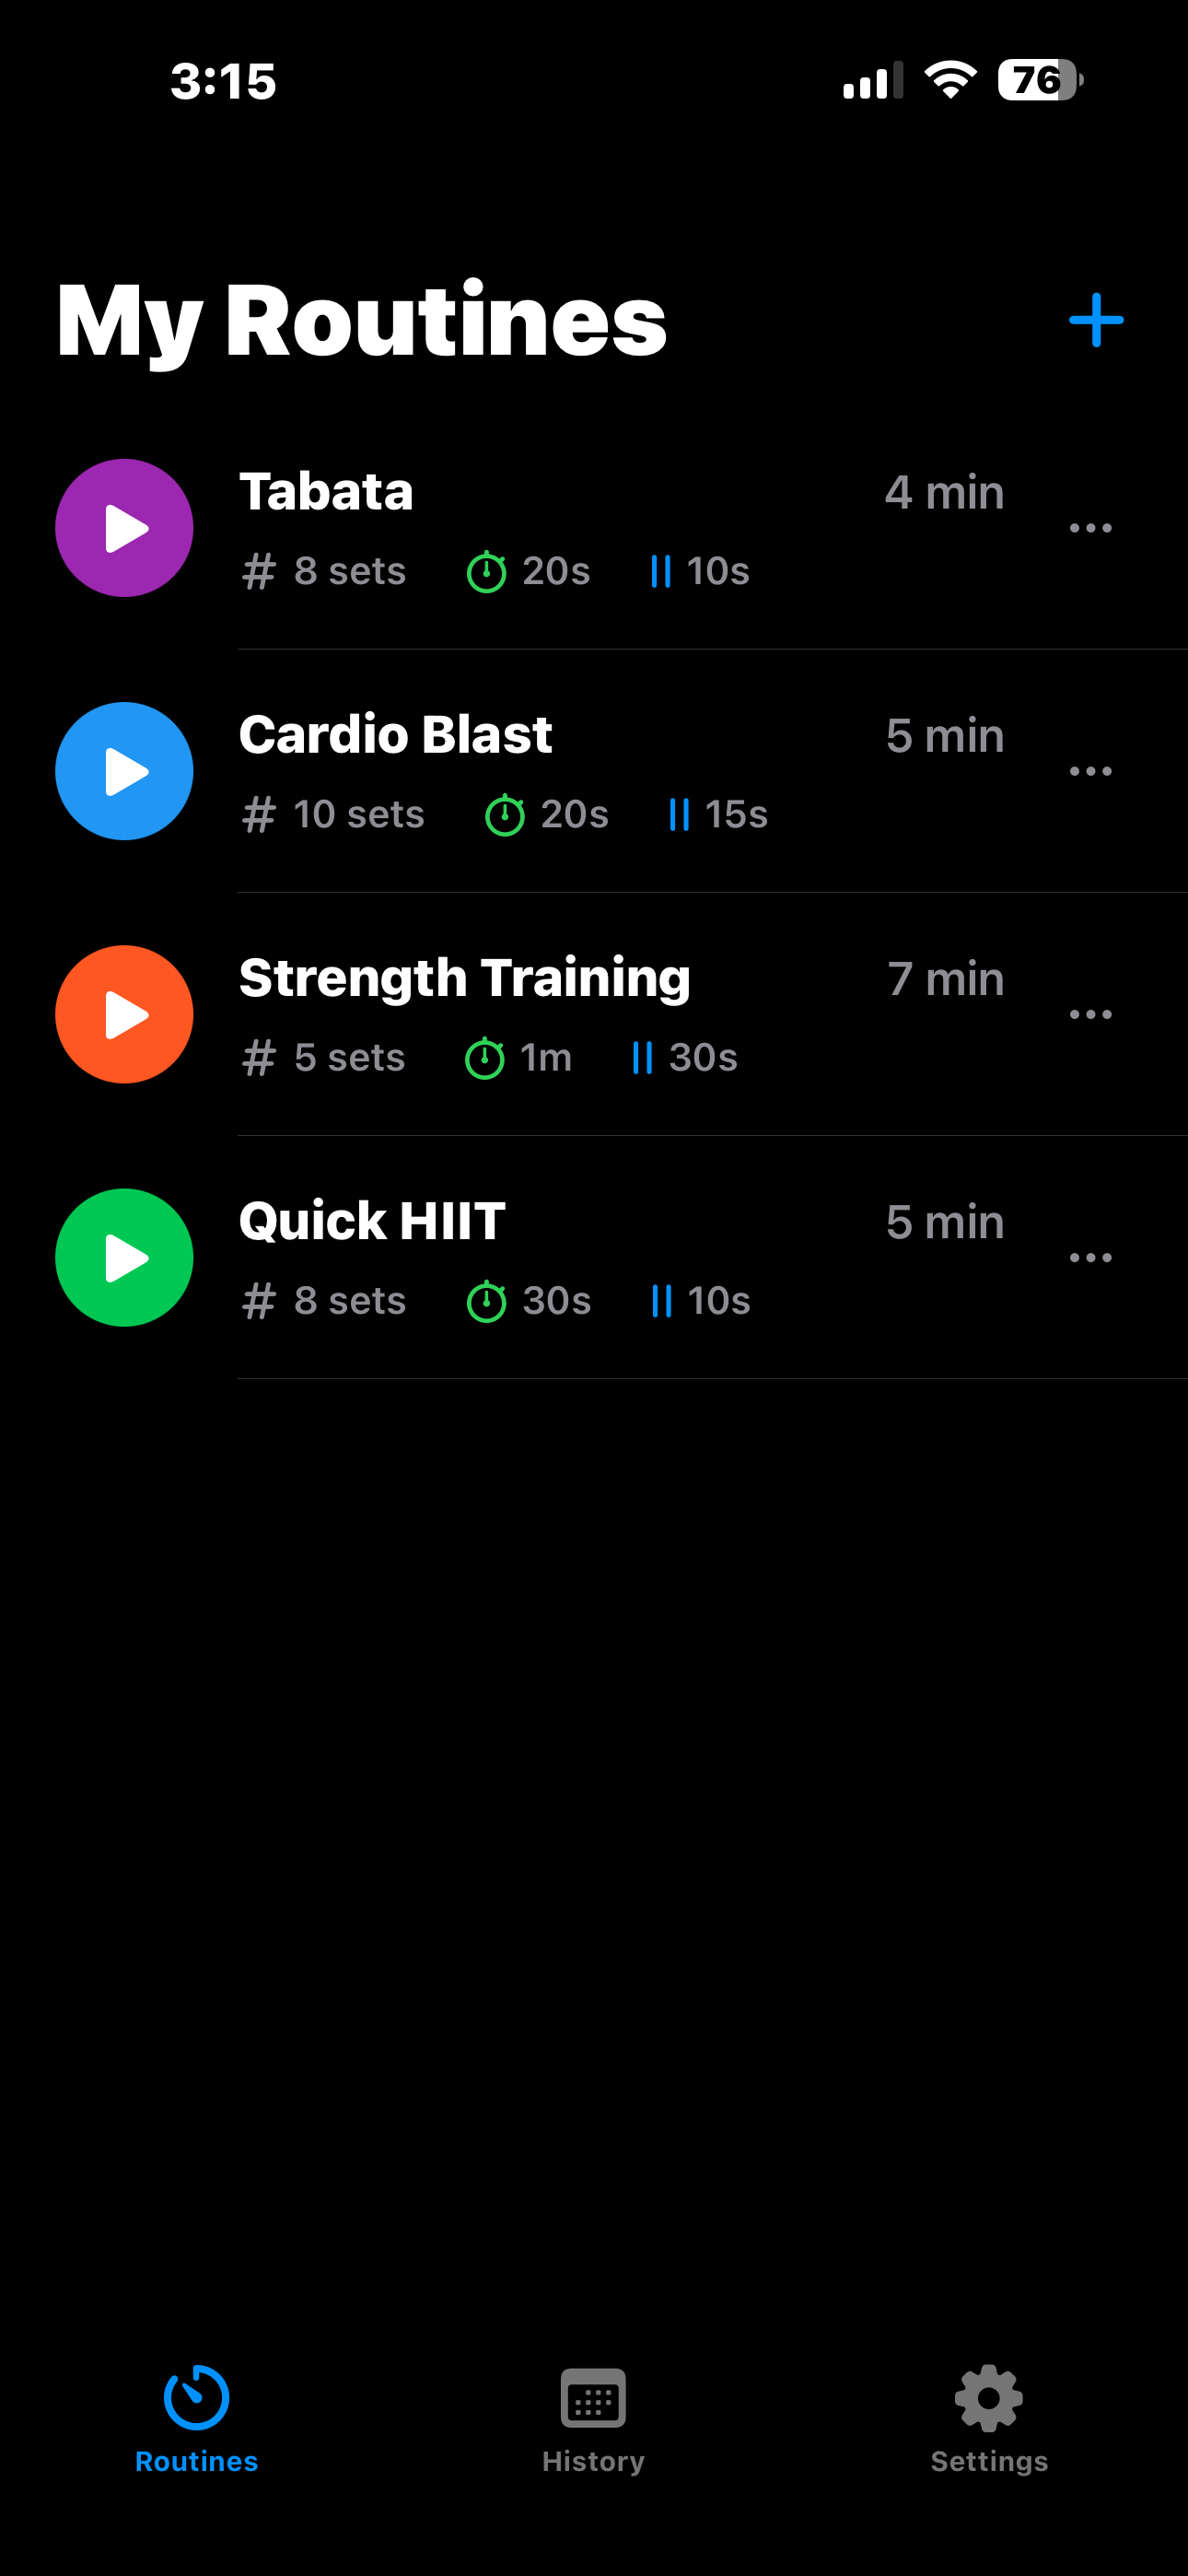 3:15
76
My Routines
Tabata
4 min
# 8 sets
20s
10s
Cardio Blast
5 min
# 10 sets
20s
15s
Strength Training
7 min
# 5 sets
1m
30s
Quick HIIT
5 min
# 8 sets
30s
10s
Routines
History
Settings